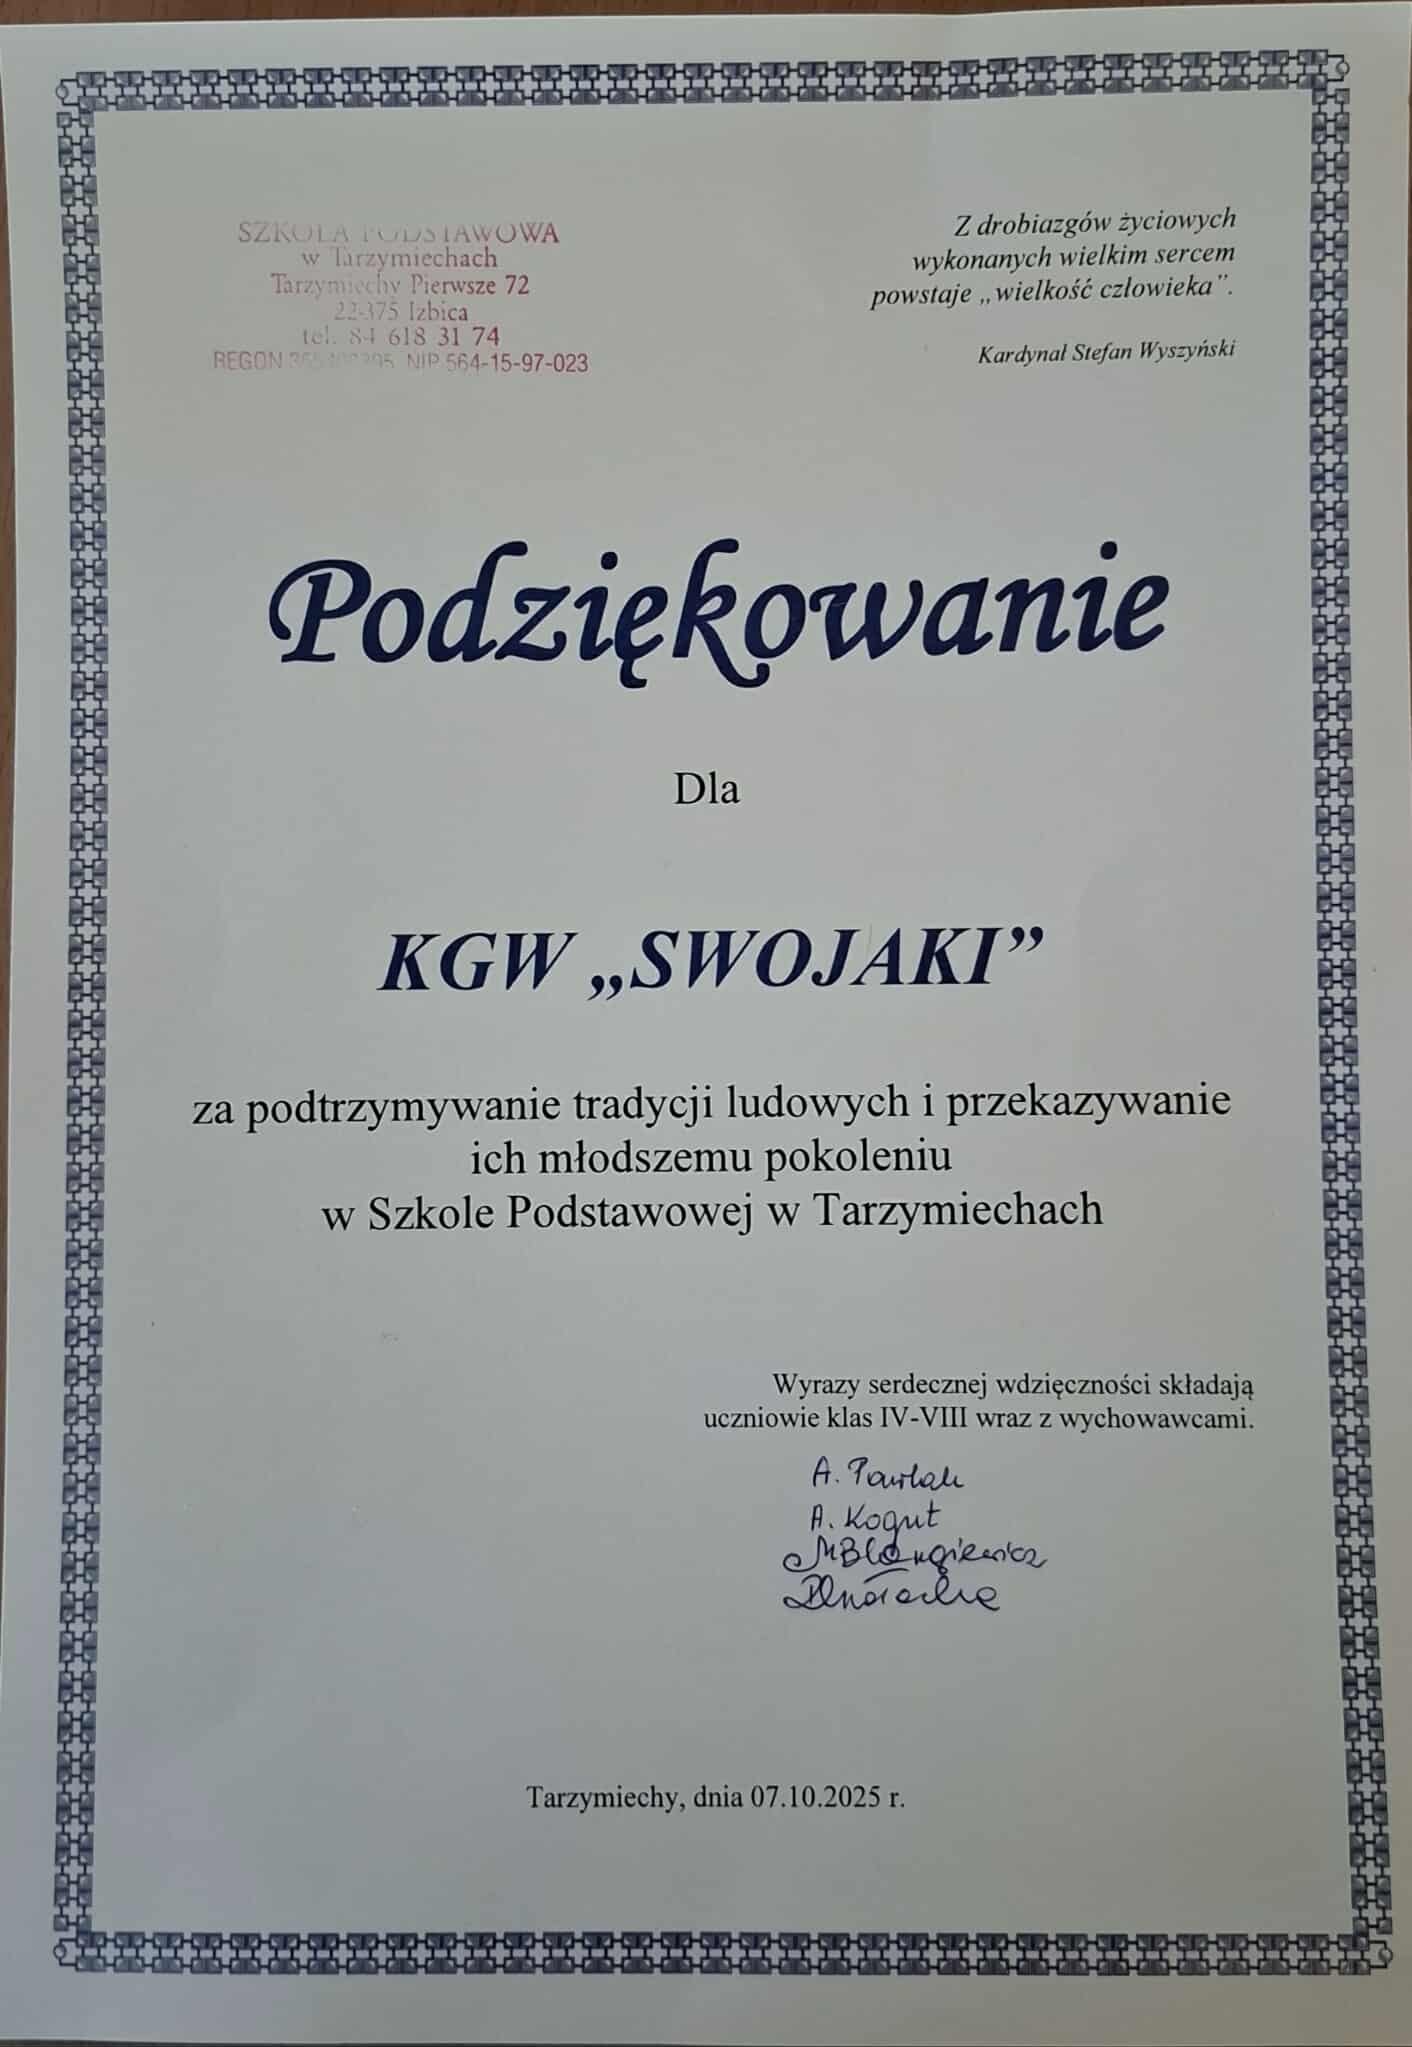 SZKOŁA PODSTAWOWA
w Tarzymiechach
Tarzymiechy Pierwsze 72
22-375 Izbica
tel. 84 618 31 74
REGON NIP 564-15-97-023
Z drobiazgów życiowych
wykonanych wielkim sercem
powstaje „wielkość człowieka”.
Kardynał Stefan Wyszyński
Podziękowanie
Dla
KGW „SWOJAKI”
za podtrzymywanie tradycji ludowych i przekazywanie
ich młodszemu pokoleniu
w Szkole Podstawowej w Tarzymiechach
Wyrazy serdecznej wdzięczności składają
uczniowie klas IV-VIII wraz z wychowawcami.
A. Pawlak
A. Kogut
Tarzymiechy, dnia 07.10.2025 r.